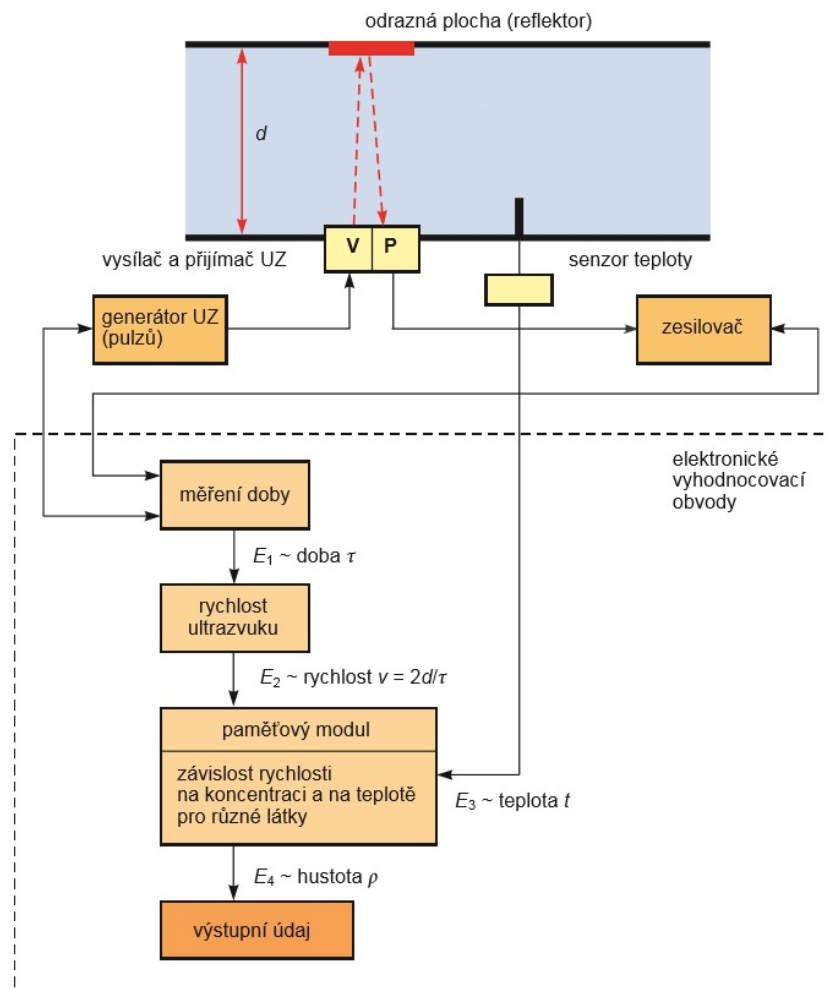 odrazná plocha (reflektor)
d
V P
vysílač a přijímač UZ
senzor teploty
generátor UZ
(pulzů)
zesilovač
elektronické
vyhodnocovací
obvody
měření doby
E₁ ~ doba τ
rychlost
ultrazvuku
E₂ ~ rychlost v = 2d/τ
paměťový modul
závislost rychlosti
na koncentraci a na teplotě
pro různé látky
E₃ ~ teplota t
E₄ ~ hustota ρ
výstupní údaj